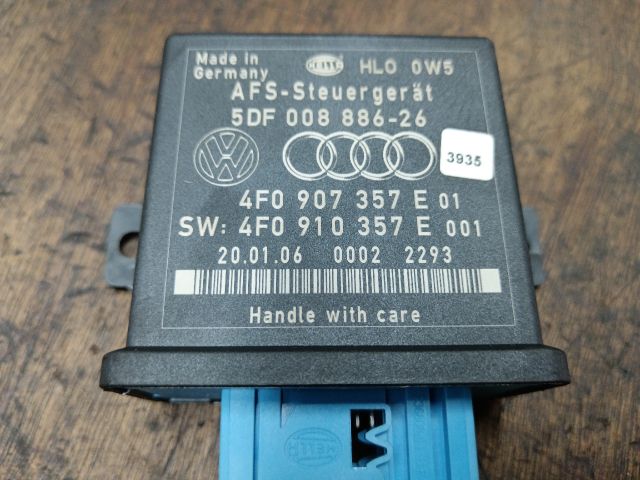 Made in
Germany
HELLA
HLO 0W5
AFS-Steuergerät
5DF 008 886-26
VW
3935
4F0 907 357 E 01
SW: 4F0 910 357 E 001
20.01.06 0002 2293
Handle with care
HELLA